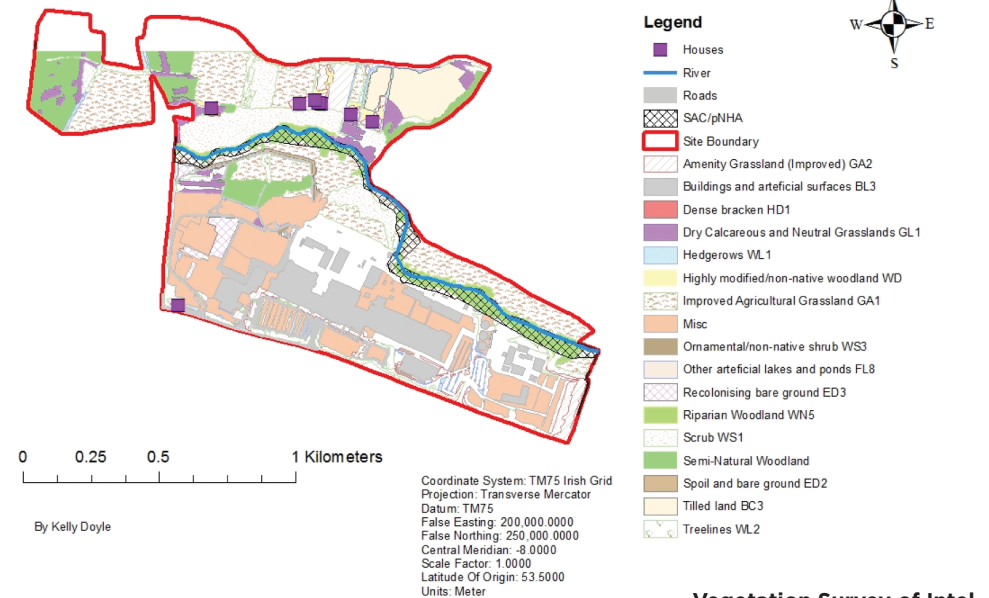 Legend
Houses
River
Roads
SAC/pNHA
Site Boundary
Amenity Grassland (Improved) GA2
Buildings and arteficial surfaces BL3
Dense bracken HD1
Dry Calcareous and Neutral Grasslands GL1
Hedgerows WL1
Highly modified/non-native woodland WD
Improved Agricultural Grassland GA1
Misc
Ornamental/non-native shrub WS3
Other arteficial lakes and ponds FL8
Recolonising bare ground ED3
Riparian Woodland WN5
Scrub WS1
Semi-Natural Woodland
Spoil and bare ground ED2
Tilled land BC3
Treelines WL2
N
W E
S
0 0.25 0.5 1 Kilometers
By Kelly Doyle
Coordinate System: TM75 Irish Grid
Projection: Transverse Mercator
Datum: TM75
False Easting: 200,000.0000
False Northing: 250,000.0000
Central Meridian: -8.0000
Scale Factor: 1.0000
Latitude Of Origin: 53.5000
Units: Meter
Vegetation Survey of Intel